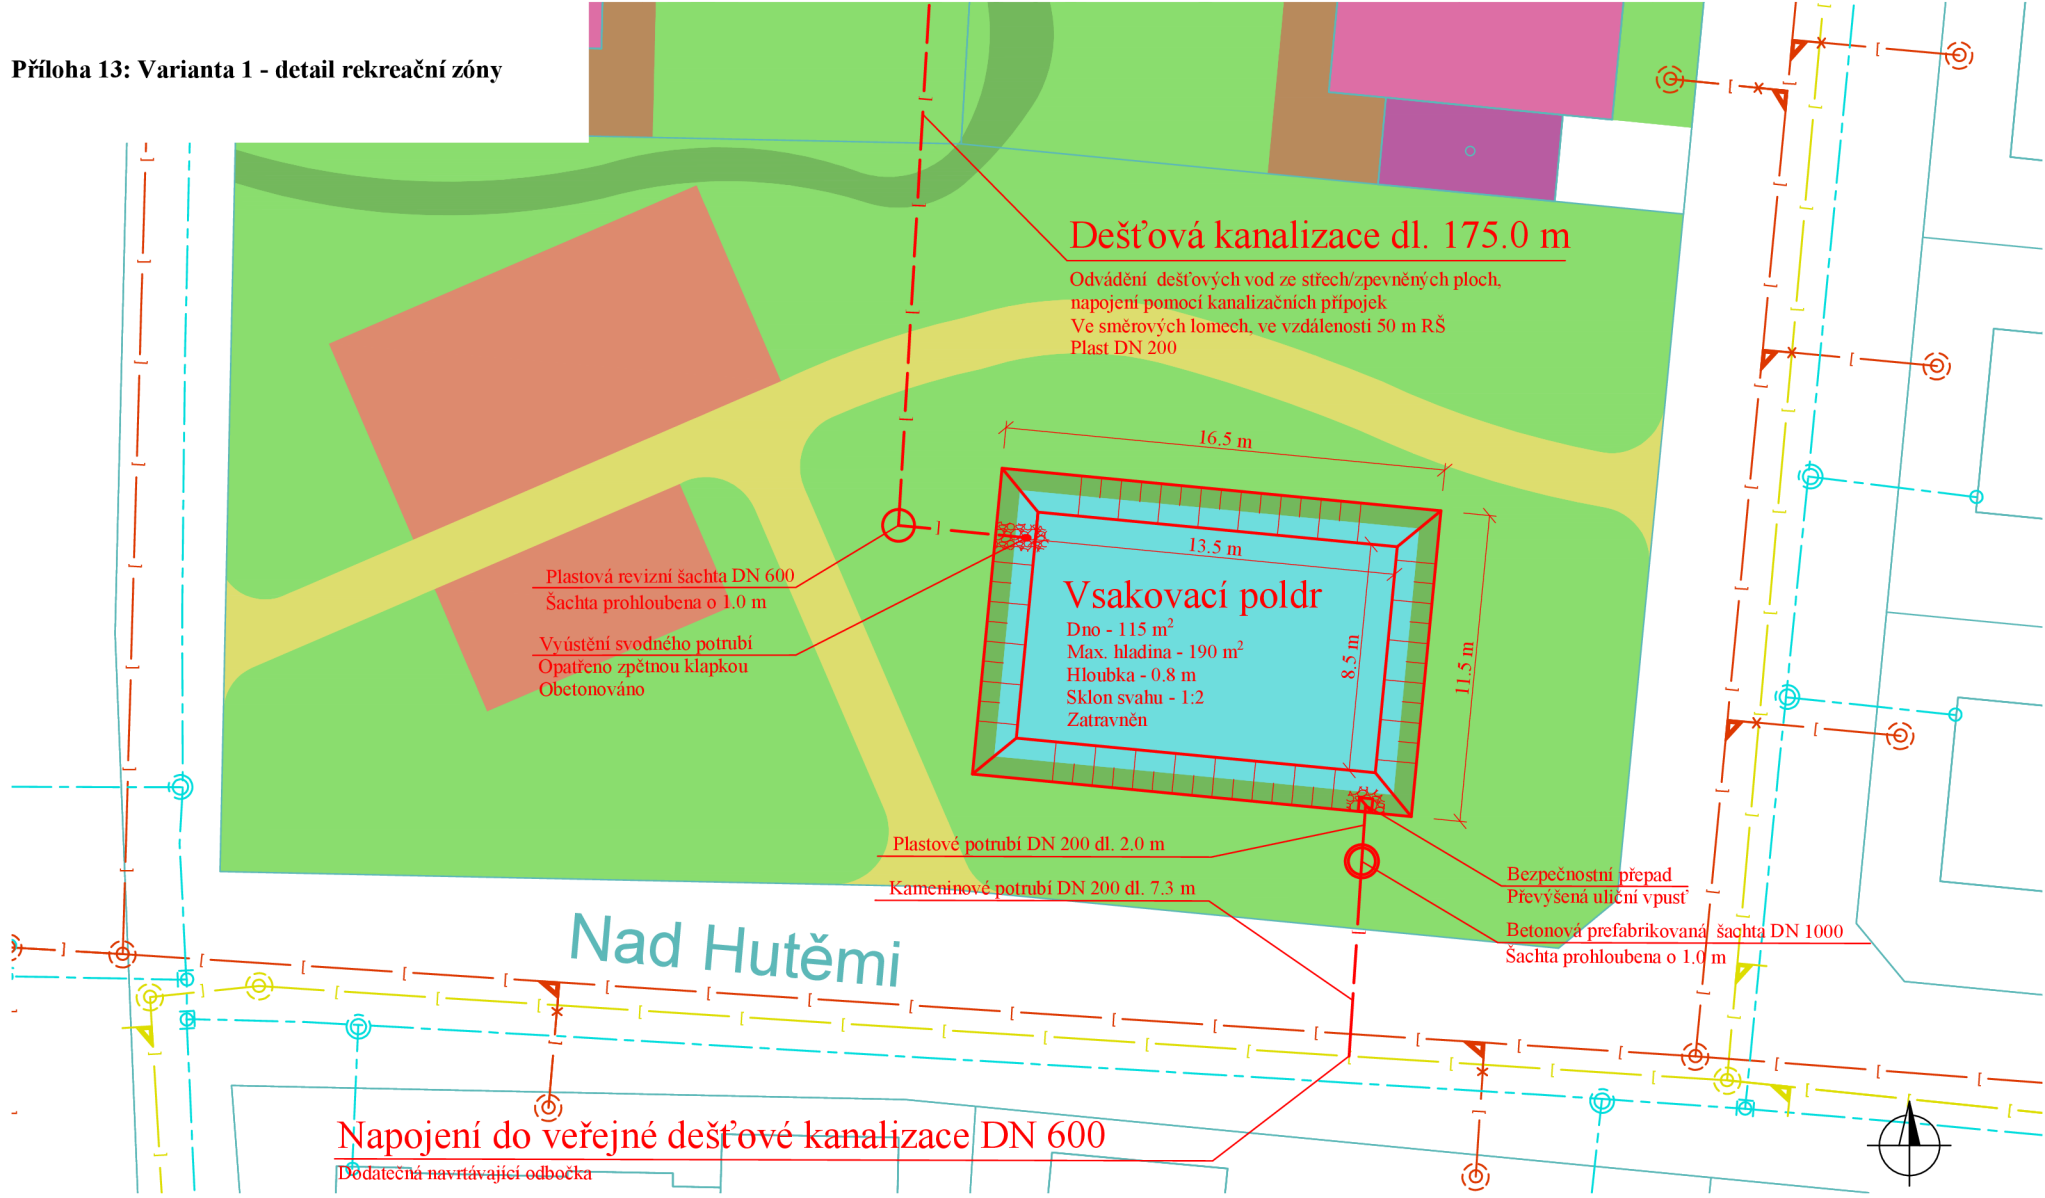 Příloha 13: Varianta 1 - detail rekreační zóny
Dešťová kanalizace dl. 175.0 m
Odvádění dešťových vod ze střech/zpevněných ploch,
napojení pomocí kanalizačních přípojek
Ve směrových lomech, ve vzdálenosti 50 m RŠ
Plast DN 200
16.5 m
13.5 m
Plastová revizní šachta DN 600
Šachta prohloubena o 1.0 m
Vsakovací poldr
Dno - 115 m²
Max. hladina - 190 m²
Hloubka - 0.8 m
Sklon svahu - 1:2
Zatravněn
8.5 m
11.5 m
Vyústění svodného potrubí
Opatřeno zpětnou klapkou
Obetonováno
Plastové potrubí DN 200 dl. 2.0 m
Kameninové potrubí DN 200 dl. 7.3 m
Bezpečnostní přepad
Převýšená uliční vpusť
Betonová prefabrikovaná šachta DN 1000
Šachta prohloubena o 1.0 m
Nad Hutěmi
Napojení do veřejné dešťové kanalizace DN 600
Dodatečná navrtávající odbočka